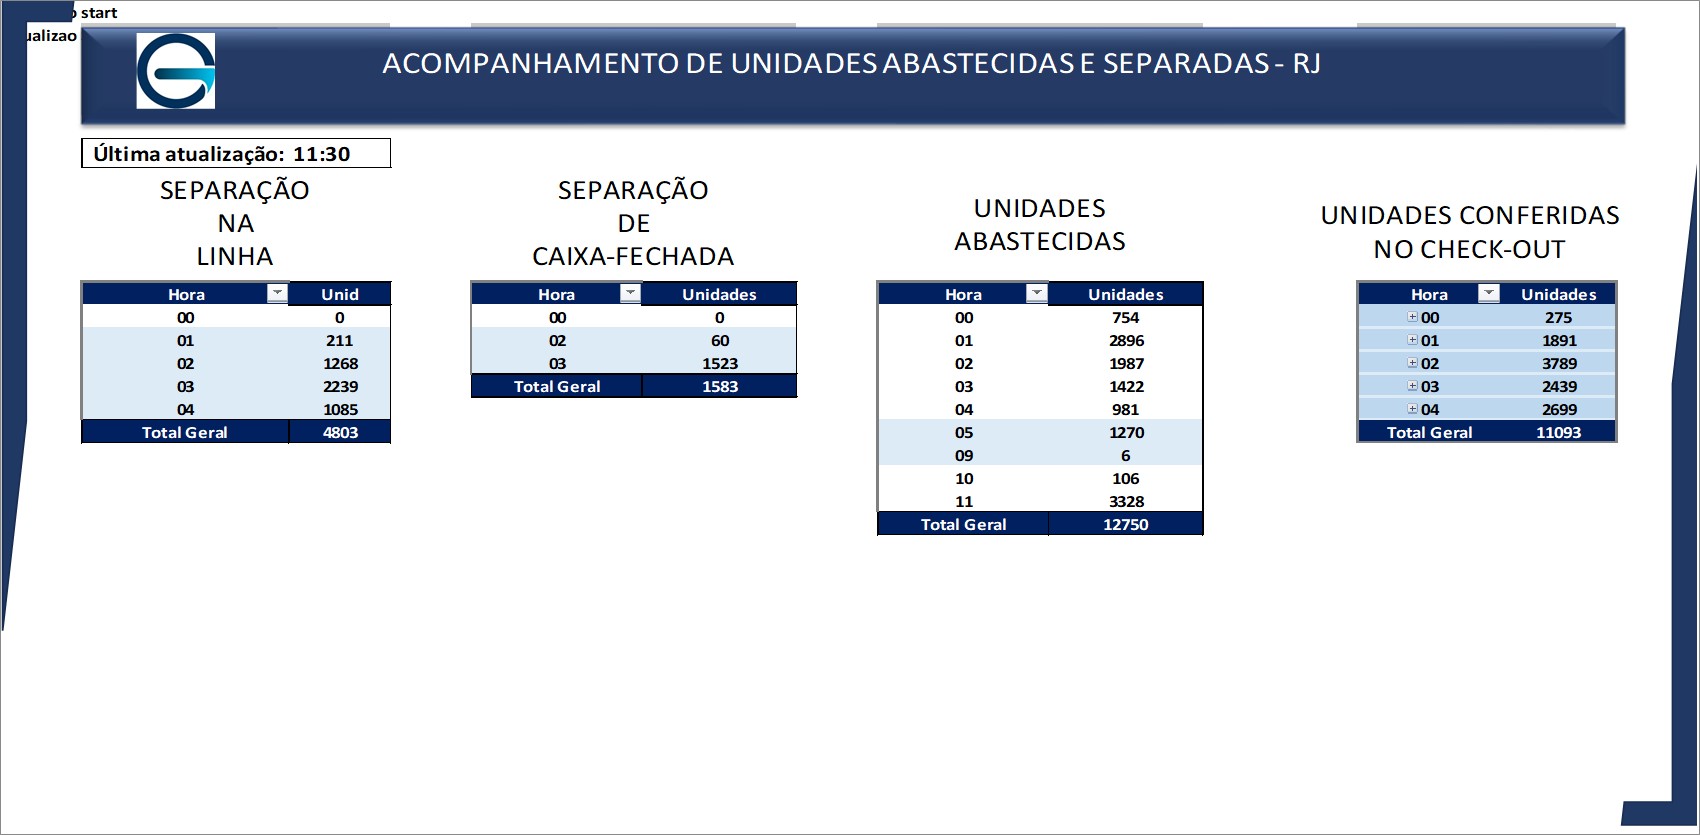 start
ACOMPANHAMENTO DE UNIDADES ABASTECIDAS E SEPARADAS - RJ
Última atualização: 11:30
SEPARAÇÃO
NA
LINHA
Hora Unid
00 0
01 211
02 1268
03 2239
04 1085
Total Geral 4803
SEPARAÇÃO
DE
CAIXA-FECHADA
Hora Unidades
00 0
02 60
03 1523
Total Geral 1583
UNIDADES
ABASTECIDAS
Hora Unidades
00 754
01 2896
02 1987
03 1422
04 981
05 1270
09 6
10 106
11 3328
Total Geral 12750
UNIDADES CONFERIDAS
NO CHECK-OUT
Hora Unidades
00 275
01 1891
02 3789
03 2439
04 2699
Total Geral 11093